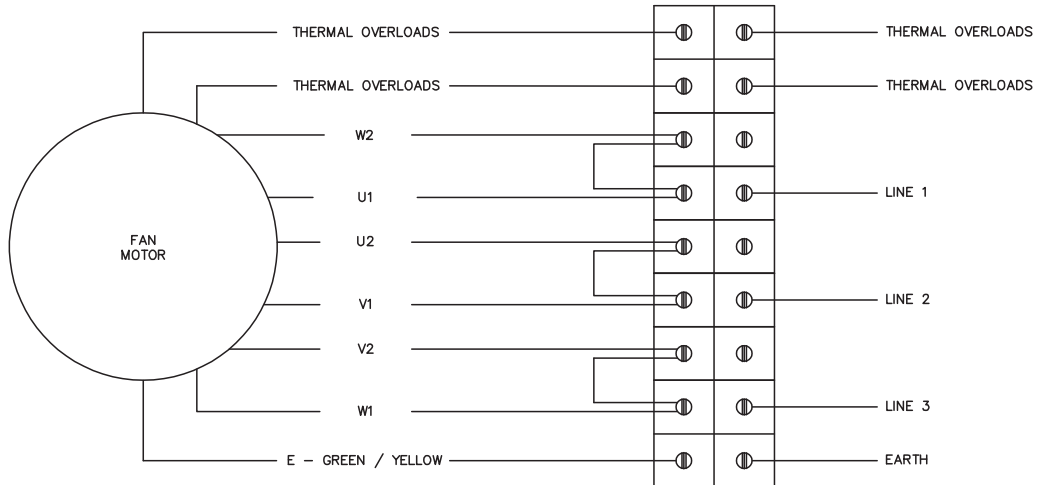 THERMAL OVERLOADS THERMAL OVERLOADS
THERMAL OVERLOADS THERMAL OVERLOADS
W2
U1 LINE 1
U2
FAN
MOTOR
V1 LINE 2
V2
W1 LINE 3
E – GREEN / YELLOW EARTH